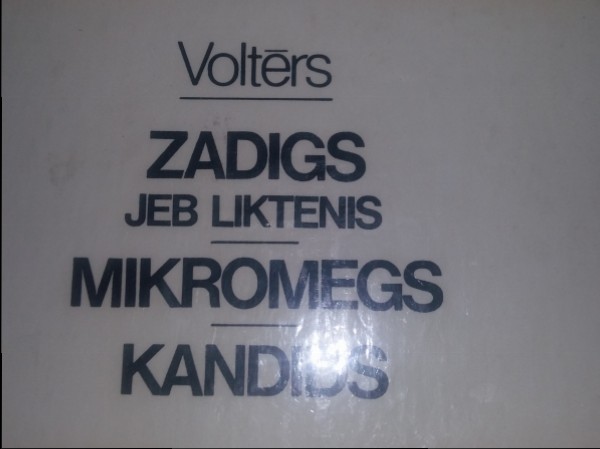 Voltērs
ZADIGS
JEB LIKTENIS
MIKROMEGS
KANDIDS